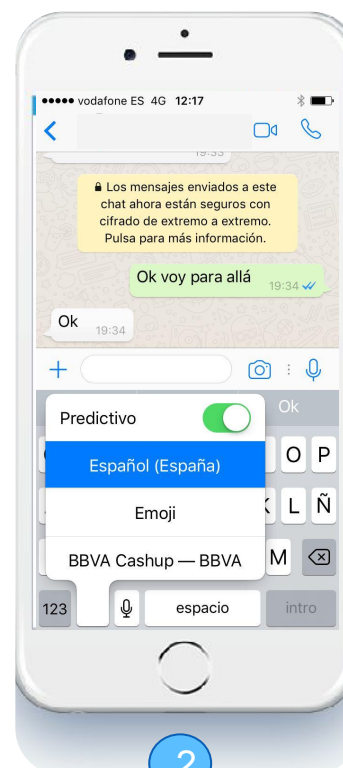 vodafone ES 4G 12:17
19:33
Los mensajes enviados a este
chat ahora están seguros con
cifrado de extremo a extremo.
Pulsa para más información.
Ok voy para allá 19:34
Ok 19:34
Predictivo
Ok
Español (España)
O P
Emoji
L Ñ
BBVA Cashup — BBVA
M
123 espacio intro
2